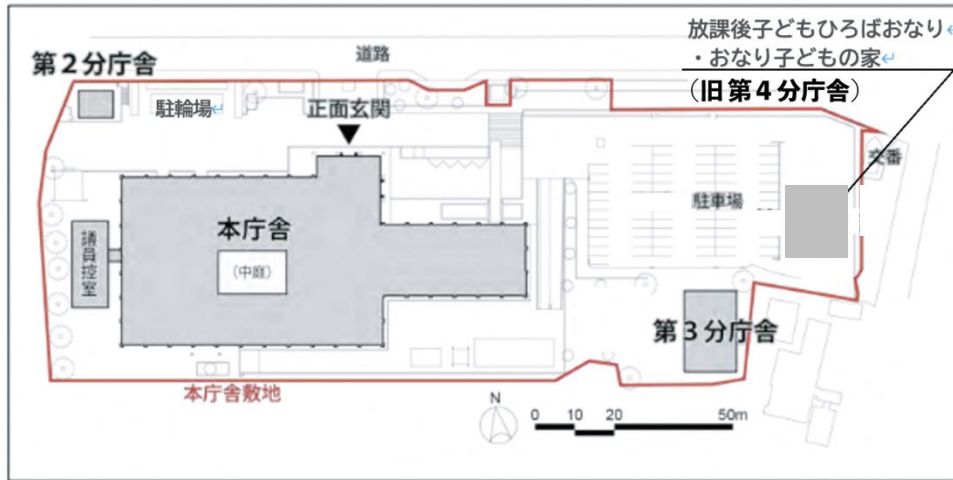 放課後子どもひろばおなり↵
・おなり子どもの家↵
(旧第4分庁舎)
道路
第2分庁舎
駐輪場↵
正面玄関
交番
駐車場
本庁舎
議員控室
(中庭)
第3分庁舎
本庁舎敷地
N
0 10 20 50m